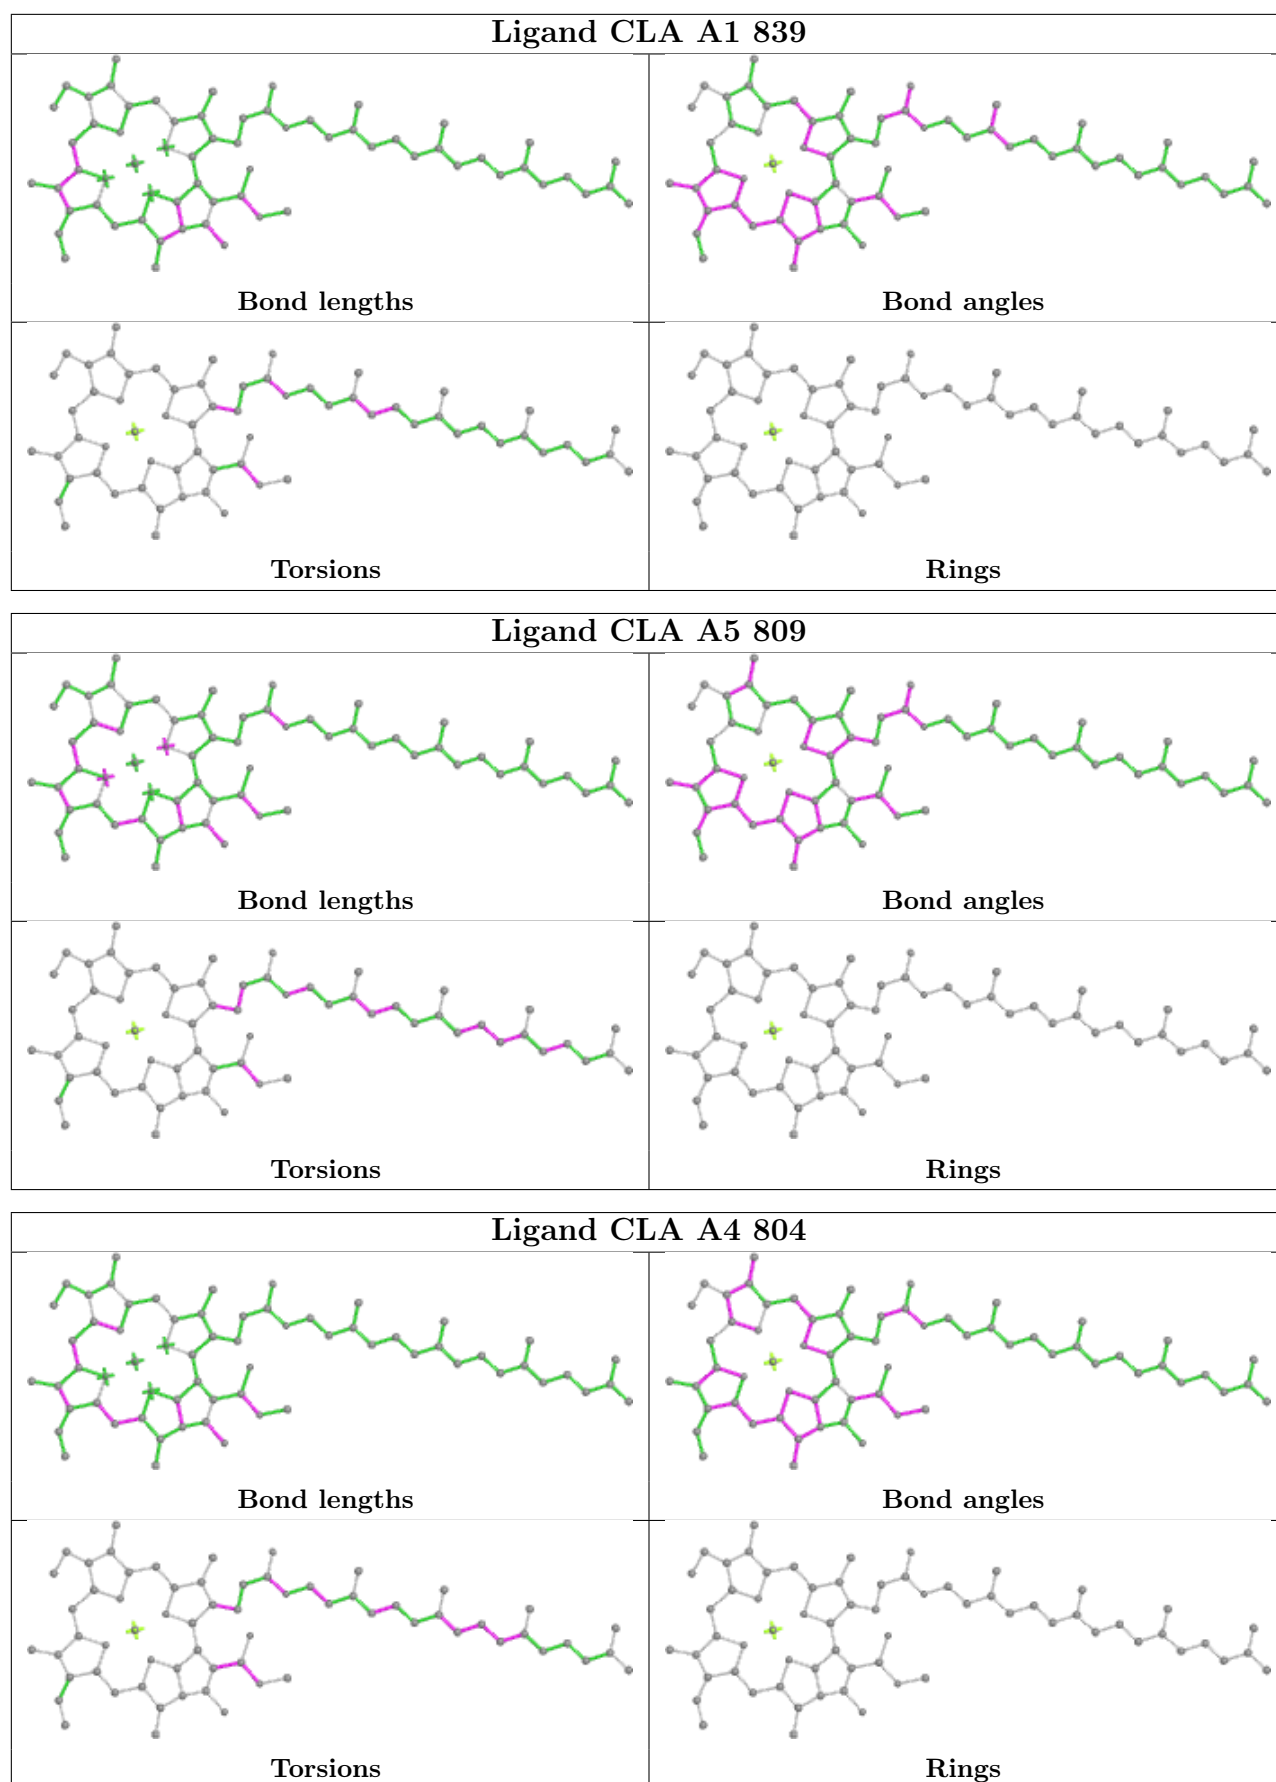 Ligand CLA A1 839
Bond lengths
Bond angles
Torsions
Rings
Ligand CLA A5 809
Bond lengths
Bond angles
Torsions
Rings
Ligand CLA A4 804
Bond lengths
Bond angles
Torsions
Rings